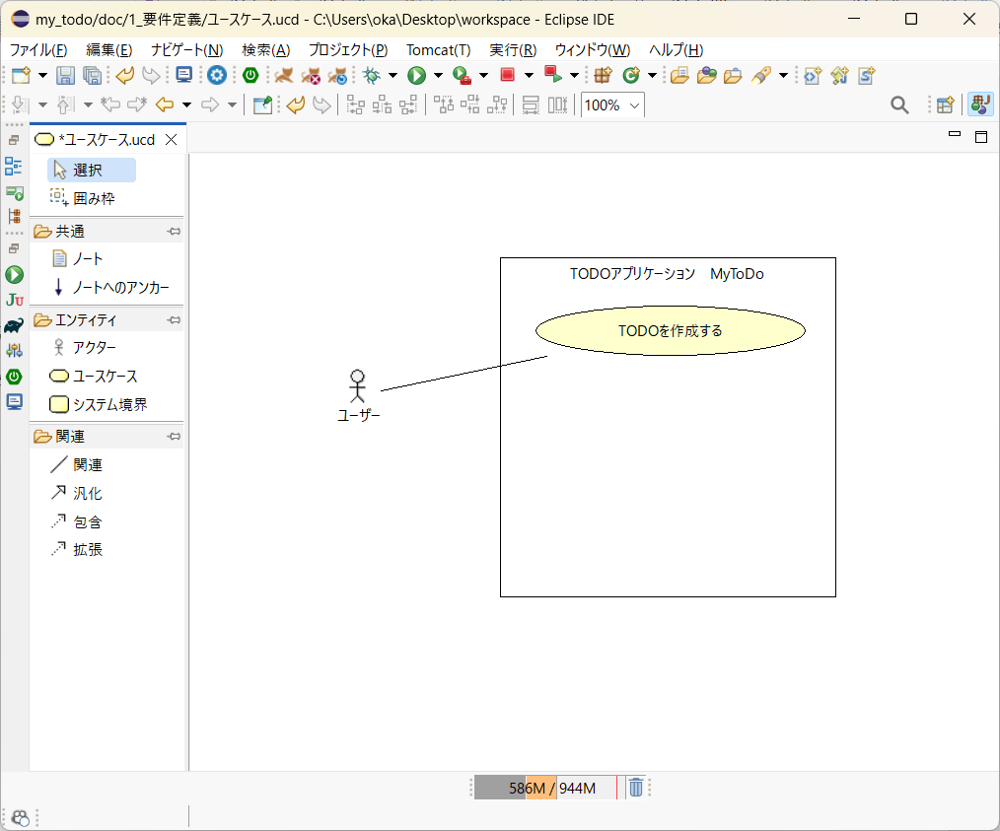 my_todo/doc/1_要件定義/ユースケース.ucd - C:\Users\oka\Desktop\workspace - Eclipse IDE
ファイル(F) 編集(E) ナビゲート(N) 検索(A) プロジェクト(P) Tomcat(T) 実行(R) ウィンドウ(W) ヘルプ(H)
100%
*ユースケース.ucd
選択
囲み枠
共通
ノート
ノートへのアンカー
エンティティ
アクター
ユースケース
システム境界
関連
関連
汎化
包含
拡張
TODOアプリケーション　MyToDo
TODOを作成する
ユーザー
JU
586M / 944M